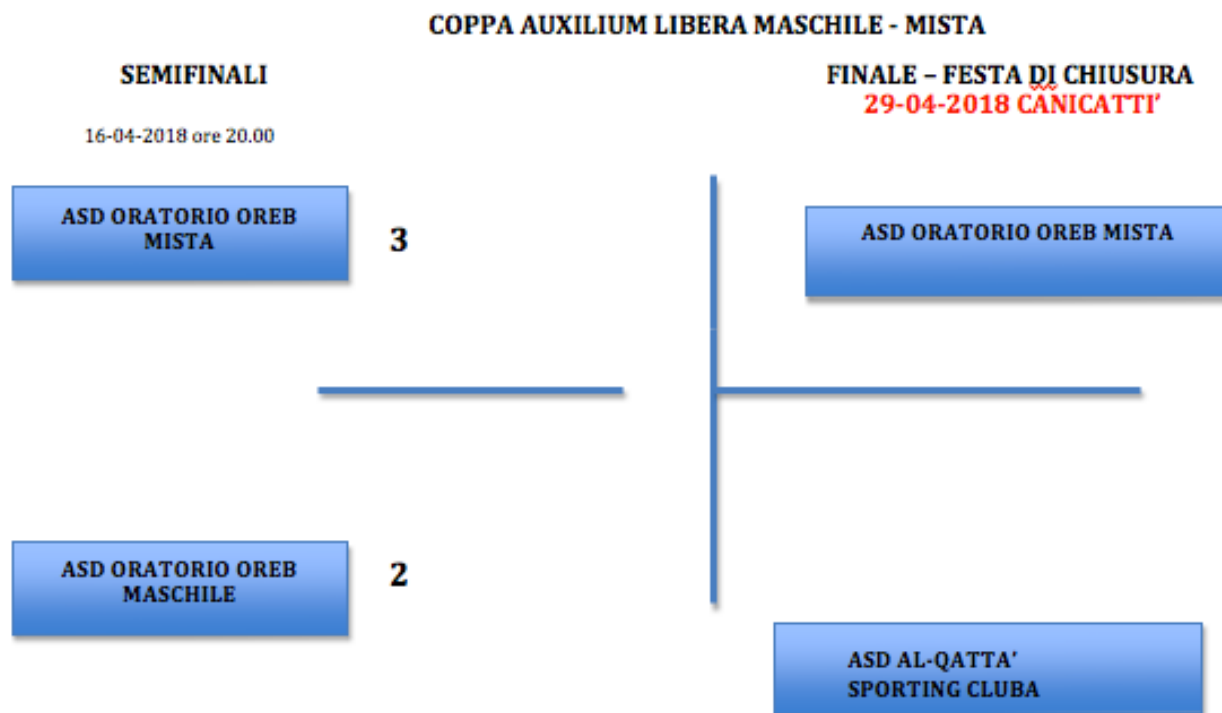 COPPA AUXILIUM LIBERA MASCHILE - MISTA
SEMIFINALI
FINALE – FESTA DI CHIUSURA
29-04-2018 CANICATTI’
16-04-2018 ore 20.00
ASD ORATORIO OREB
MISTA
3
ASD ORATORIO OREB MISTA
ASD ORATORIO OREB
MASCHILE
2
ASD AL-QATTA’
SPORTING CLUBA